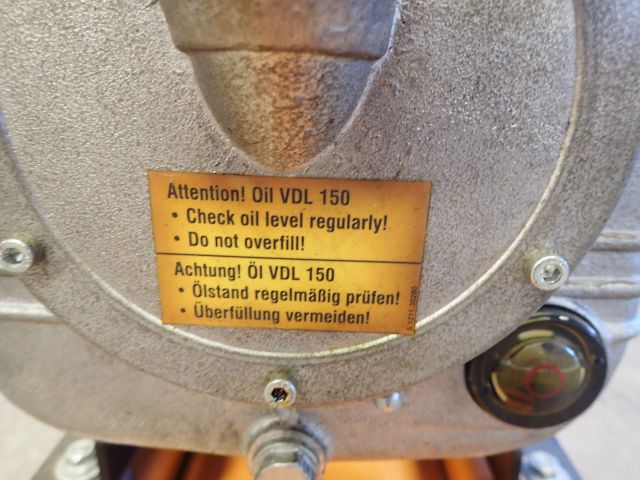 Attention! Oil VDL 150
• Check oil level regularly!
• Do not overfill!
Achtung! Öl VDL 150
• Ölstand regelmäßig prüfen!
• Überfüllung vermeiden!